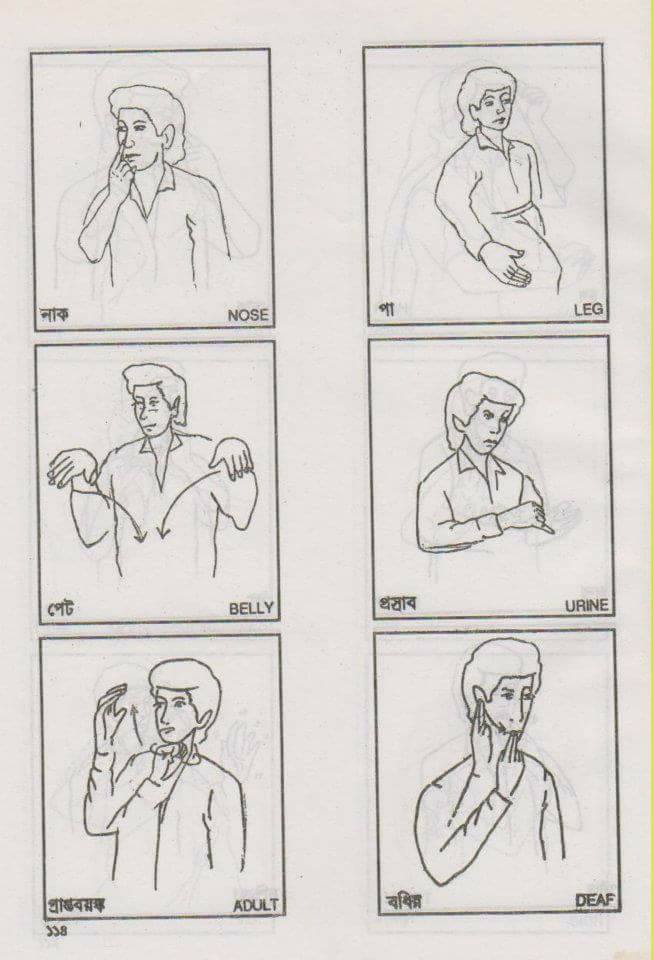 নাক NOSE
পা LEG
পেট BELLY
প্রস্রাব URINE
প্রাপ্তবয়স্ক ADULT
বধির DEAF
১১৪